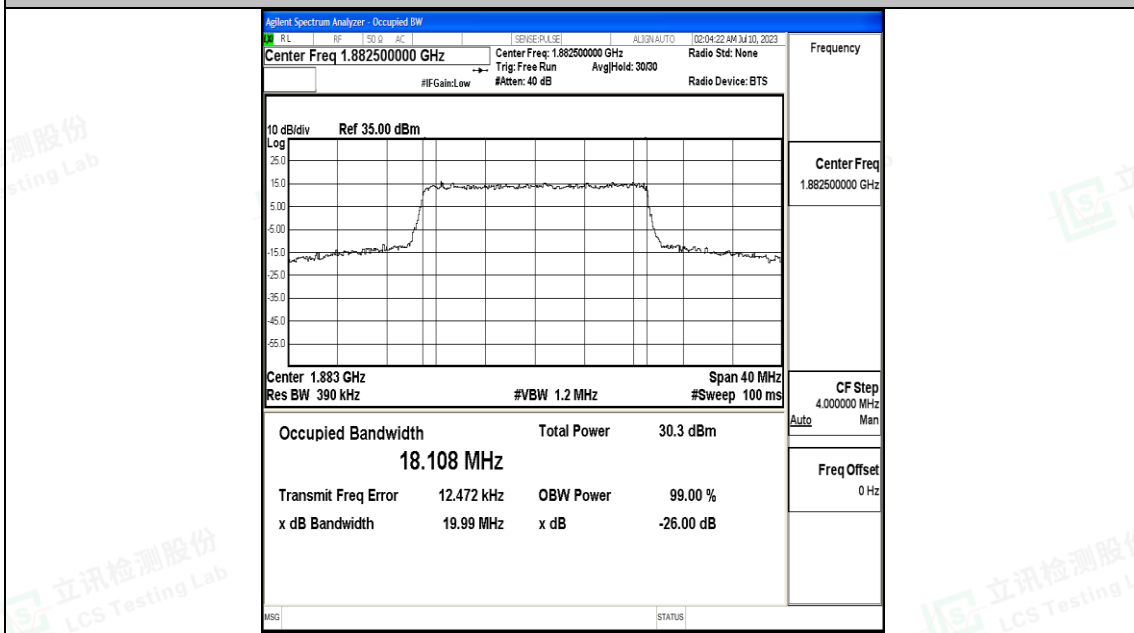 Agilent Spectrum Analyzer - Occupied BW
RL RF 50 Ω AC SENSE:PULSE ALIGN AUTO 02:04:22 AM Jul 10, 2023
Center Freq 1.882500000 GHz
Center Freq: 1.882500000 GHz
Radio Std: None
Trig: Free Run Avg|Hold: 30/30
#IFGain:Low
#Atten: 40 dB
Radio Device: BTS
10 dB/div Ref 35.00 dBm
Log
25.0
15.0
5.00
-5.00
-15.0
-25.0
-35.0
-45.0
-55.0
Center 1.883 GHz
Span 40 MHz
Res BW 390 kHz
#VBW 1.2 MHz
#Sweep 100 ms
Occupied Bandwidth
18.108 MHz
Total Power 30.3 dBm
Transmit Freq Error 12.472 kHz
OBW Power 99.00 %
x dB Bandwidth 19.99 MHz
x dB -26.00 dB
MSG
STATUS
Frequency
Center Freq
1.882500000 GHz
CF Step
4.000000 MHz
Auto Man
Freq Offset
0 Hz
立讯检测股份
LCS Testing Lab
立讯检测股份
LCS Testing L
测股份
sting Lab
立